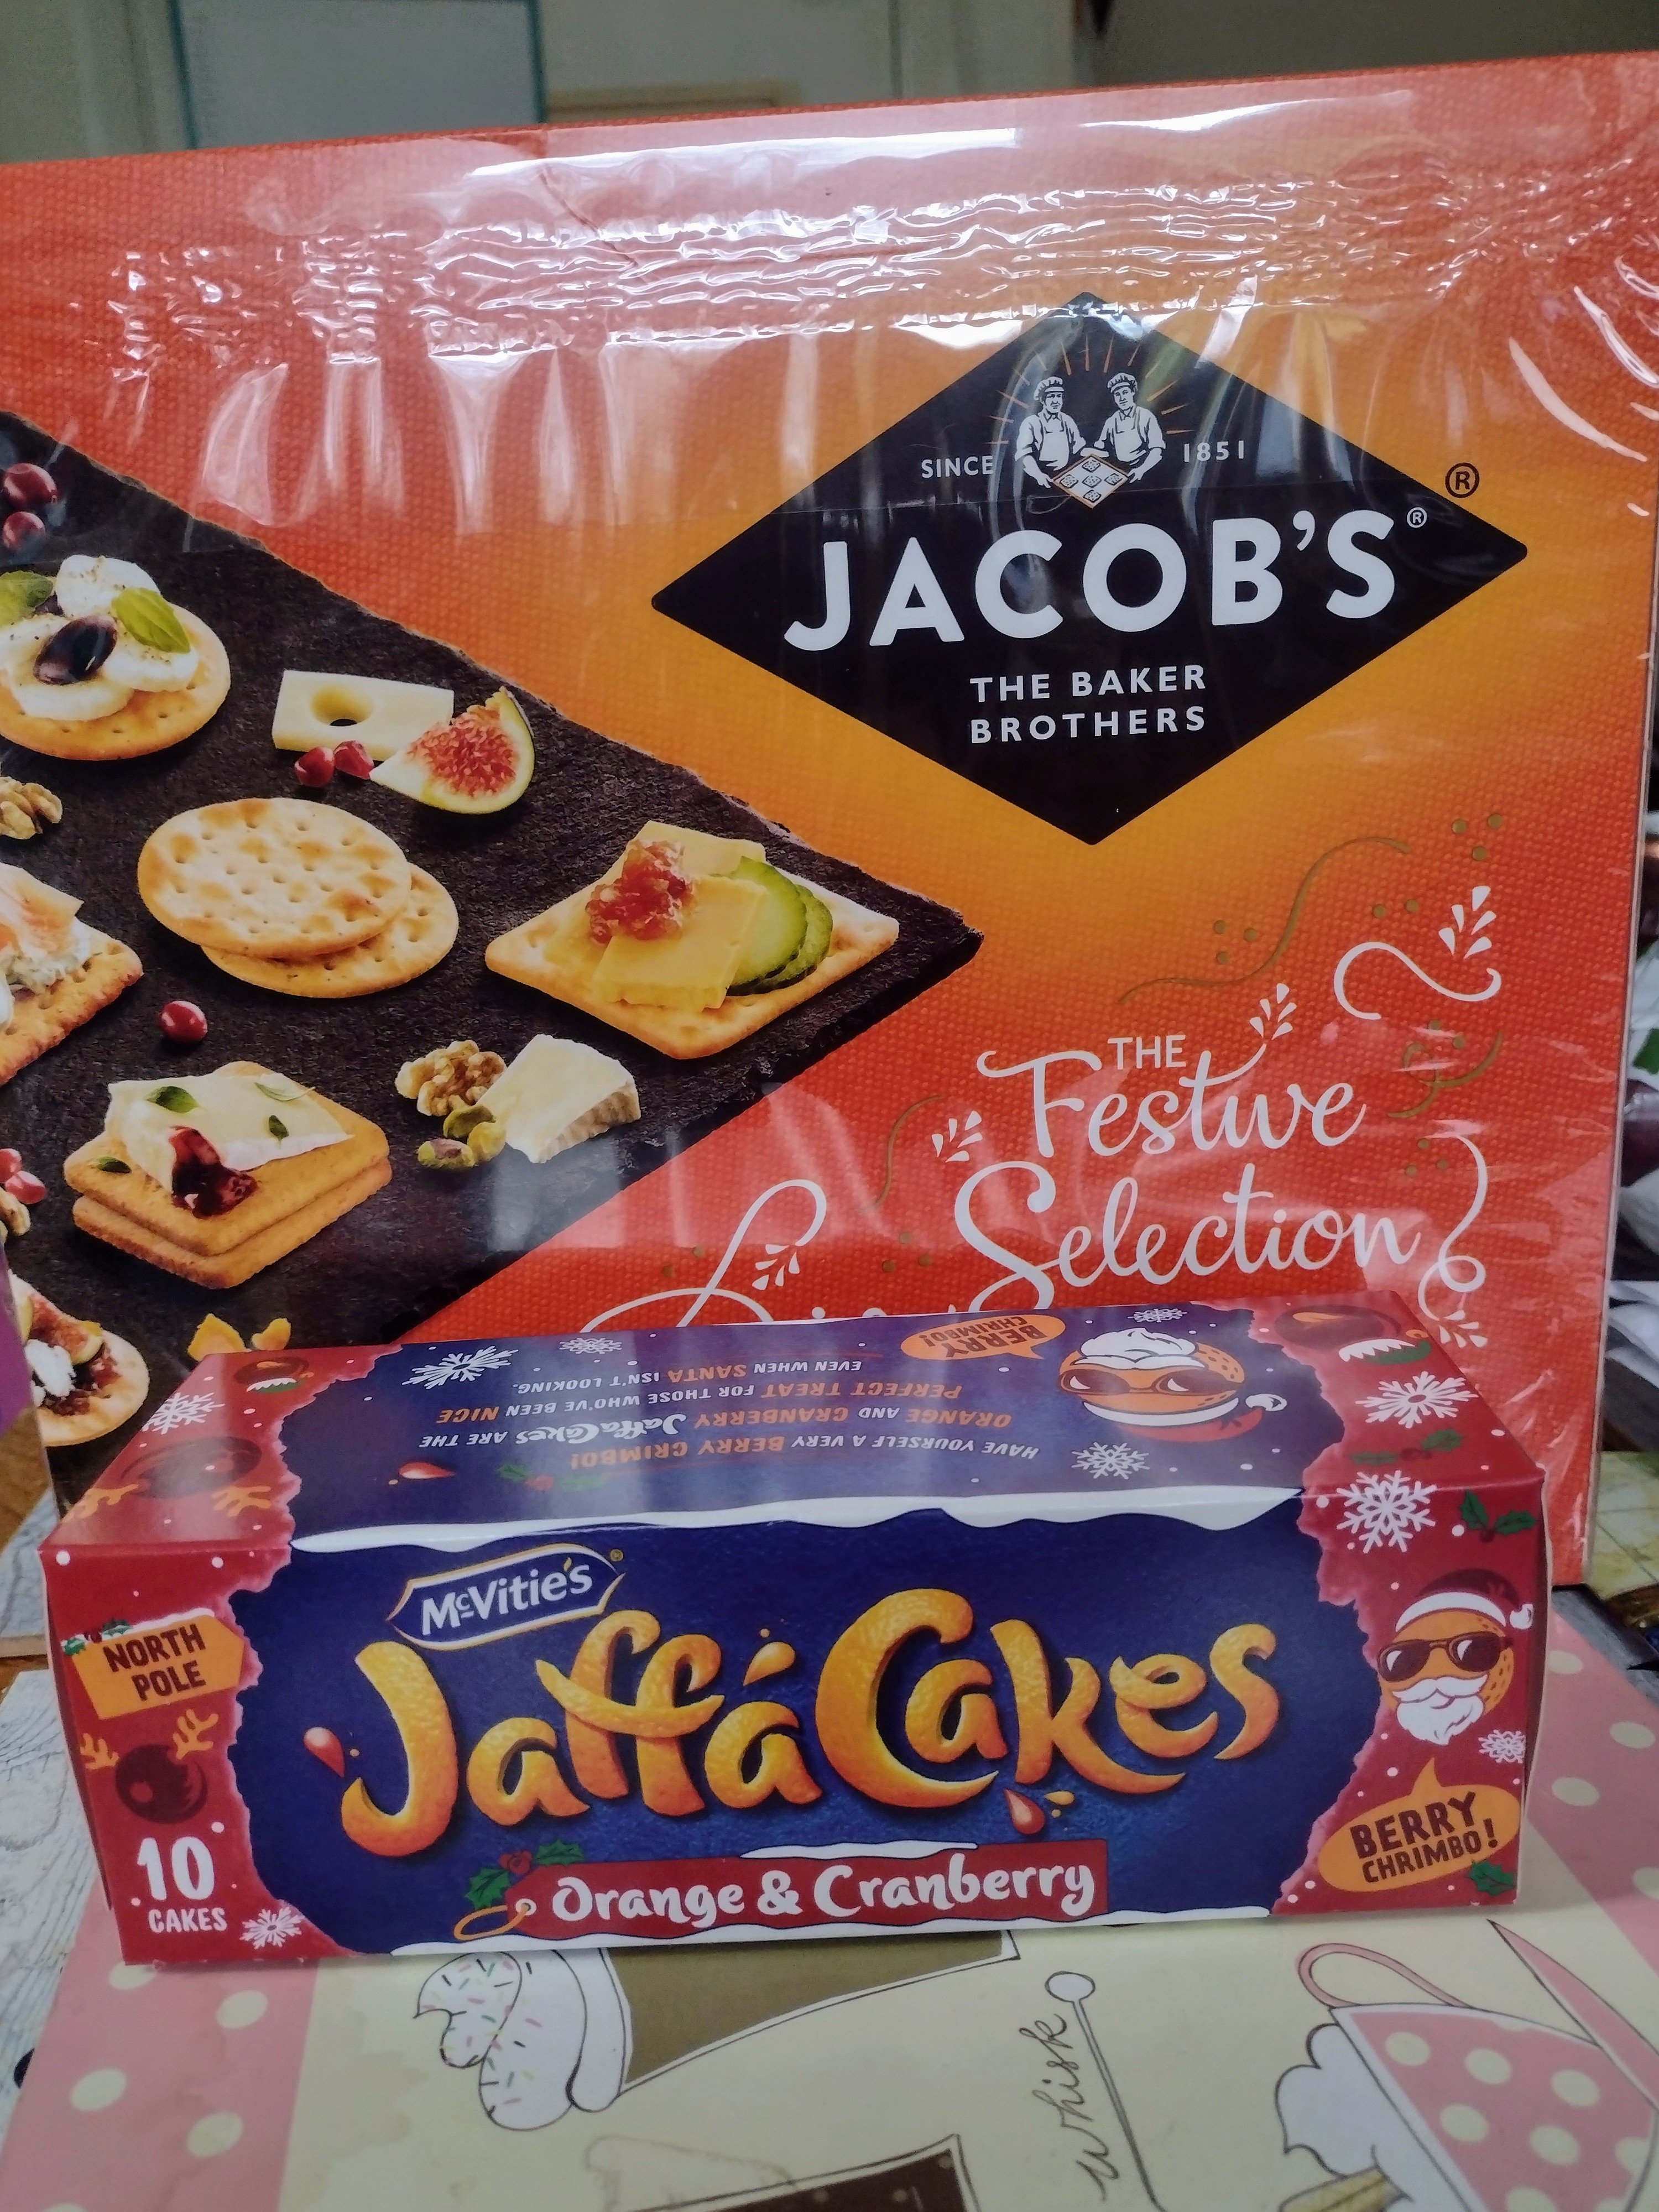 SINCE 1851
®
JACOB'S®
THE BAKER
BROTHERS
THE
Festive
Selection
BERRY
CHRIMBO!
HAVE YOURSELF A VERY BERRY CRIMBO!
ORANGE AND CRANBERRY Jaffa Cakes ARE THE
PERFECT TREAT FOR THOSE WHO'VE BEEN NICE
EVEN WHEN SANTA ISN'T LOOKING.
McVitie's®
Jaffa Cakes
Orange & Cranberry
NORTH
POLE
10
CAKES
BERRY
CHRIMBO!
whisk